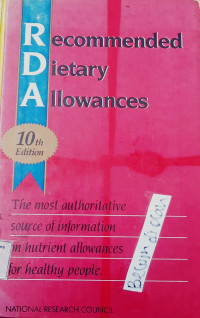 Recommended
Dietary
Allowances
10th
Edition
The most authoritative
source of information
on nutrient allowances
for healthy people.
NATIONAL RESEARCH COUNCIL